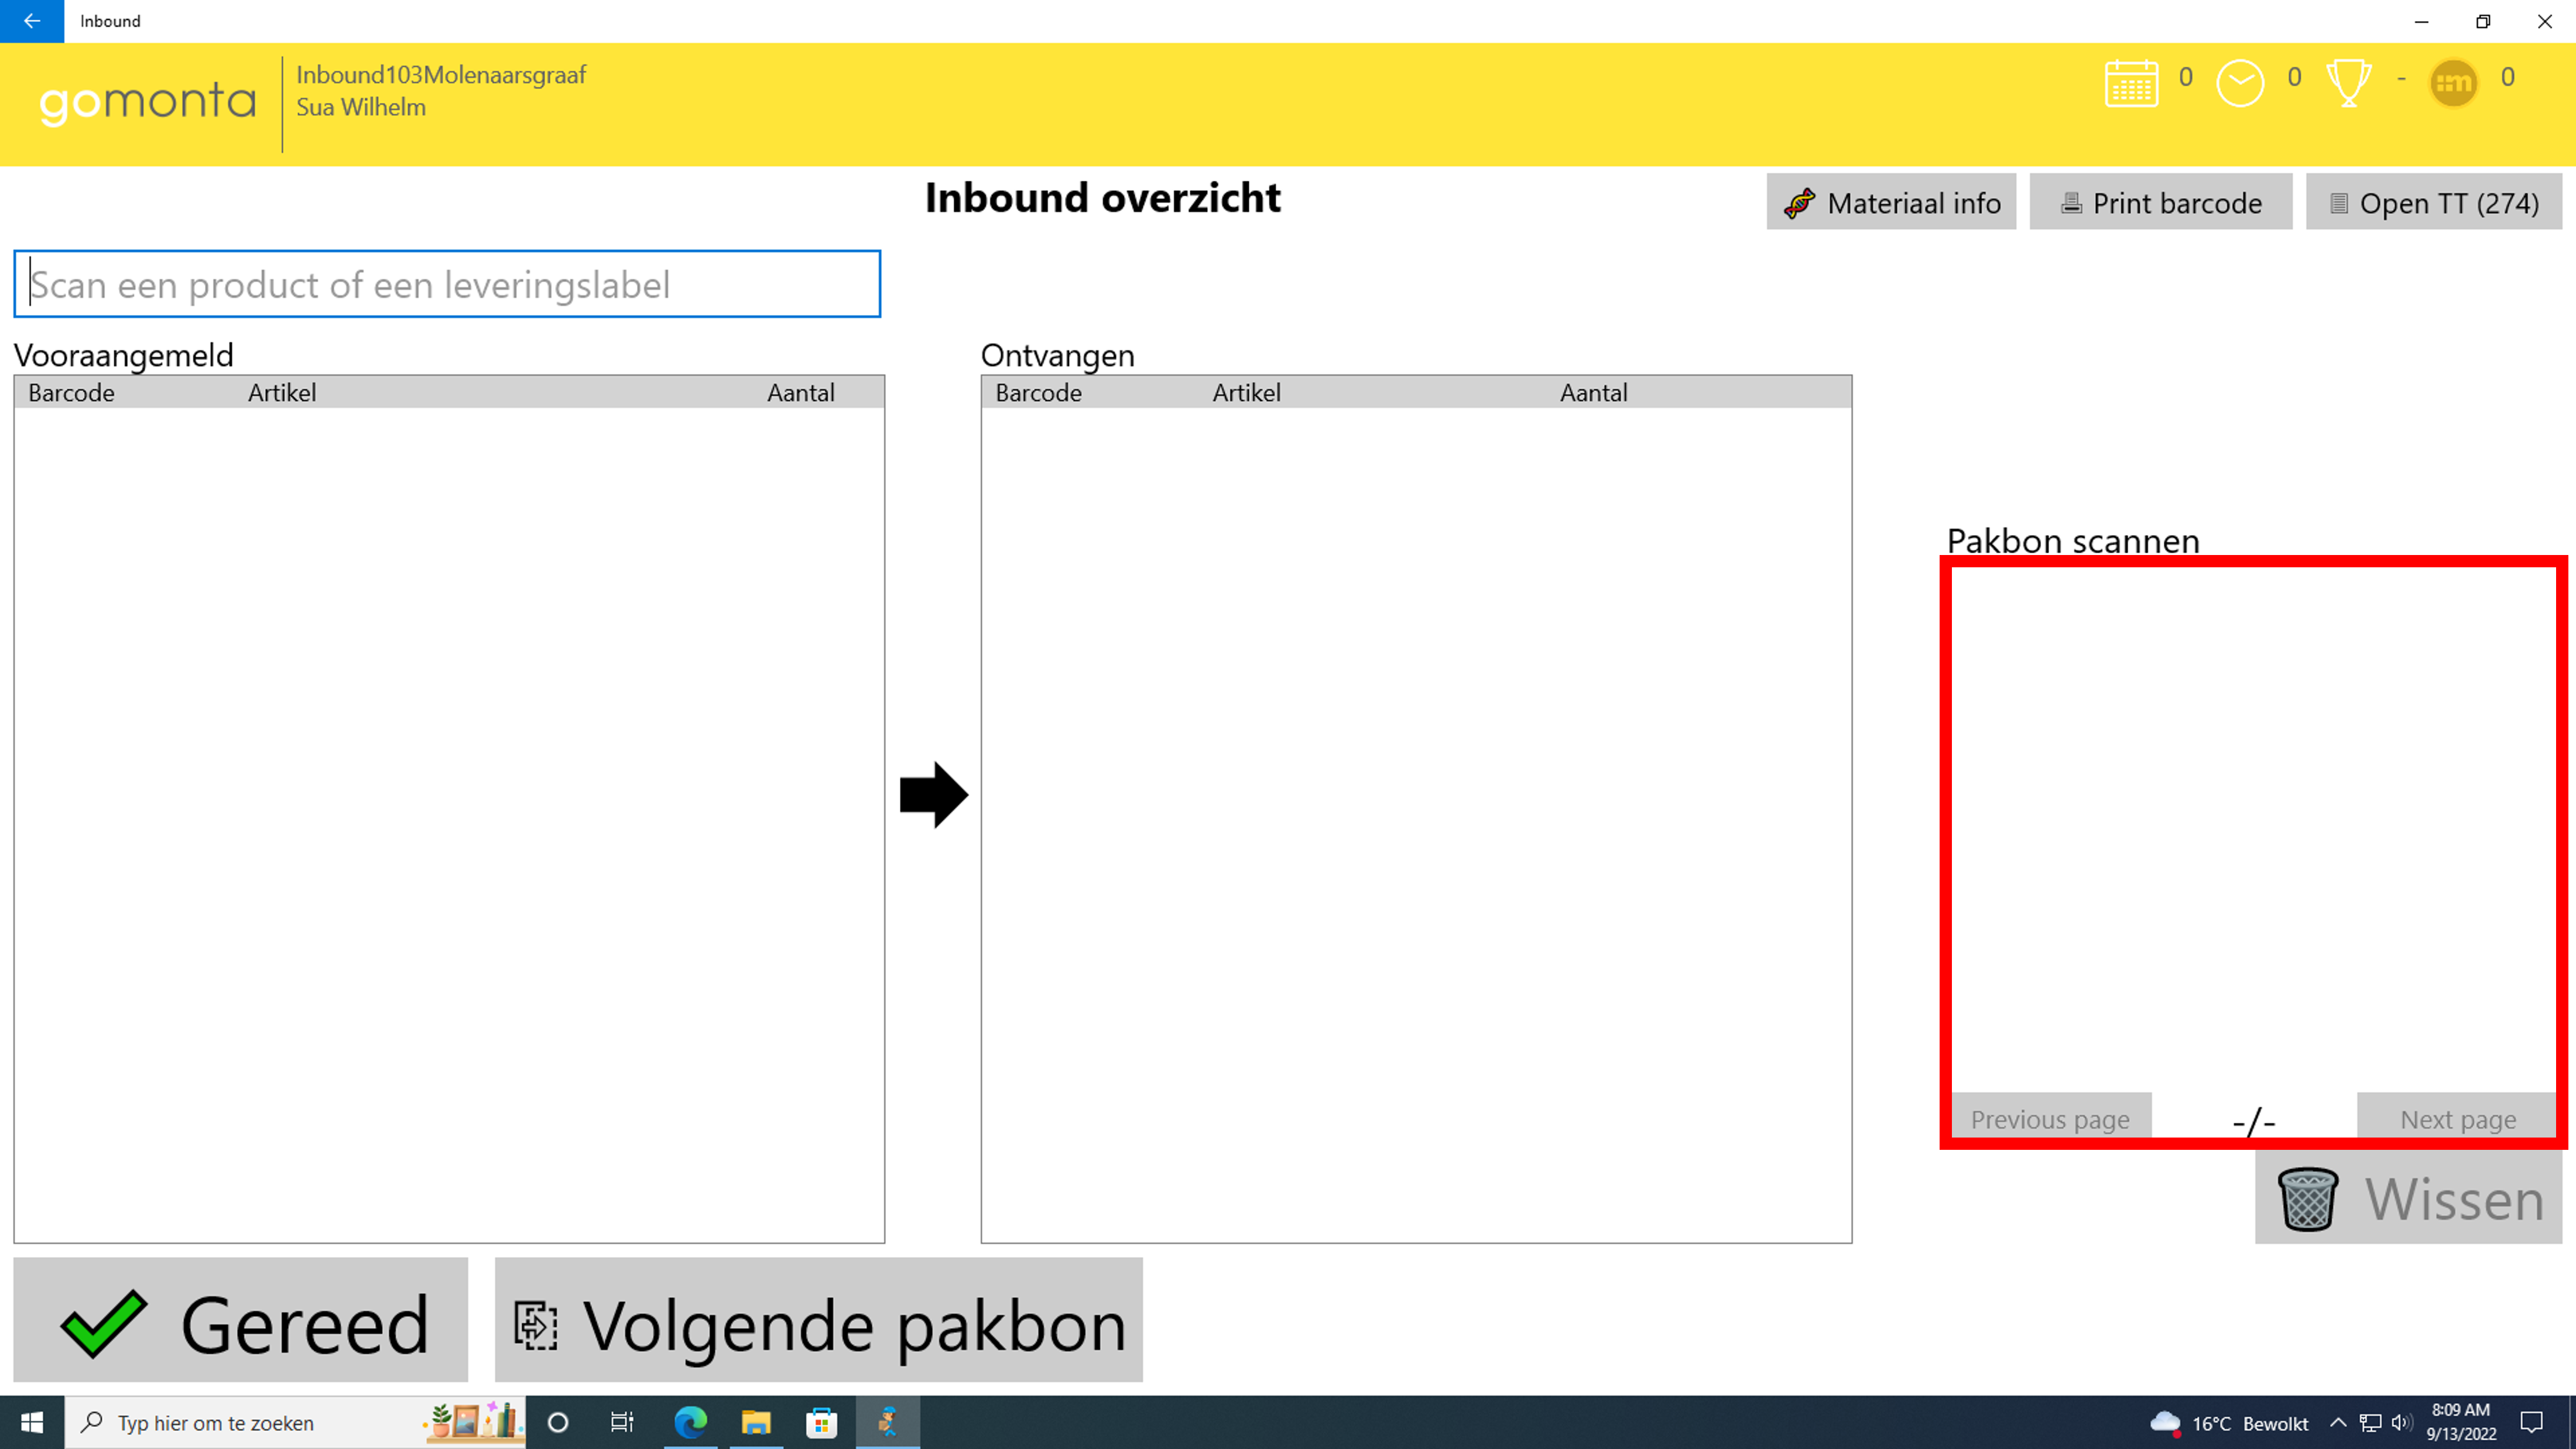 Inbound
gomonta
Inbound103Molenaarsgraaf
Sua Wilhelm
0
0
-
:m
0
Inbound overzicht
Materiaal info
Print barcode
Open TT (274)
Scan een product of een leveringslabel
Vooraangemeld
Barcode Artikel Aantal
Ontvangen
Barcode Artikel Aantal
Pakbon scannen
Previous page -/- Next page
Wissen
Gereed
Volgende pakbon
Typ hier om te zoeken
16°C Bewolkt
8:09 AM
9/13/2022